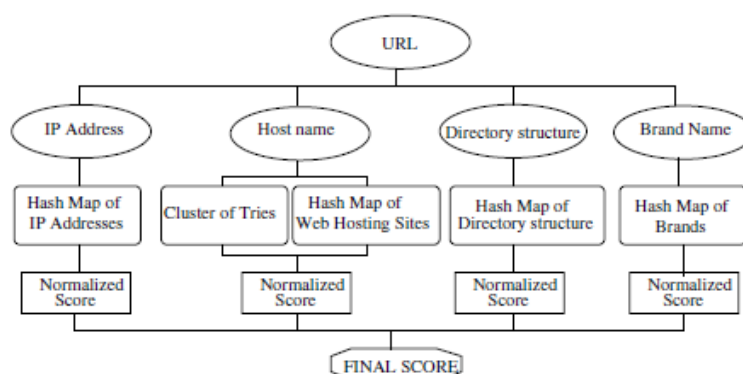 URL
IP Address
Host name
Directory structure
Brand Name
Hash Map of
IP Addresses
Cluster of Tries
Hash Map of
Web Hosting Sites
Hash Map of
Directory structure
Hash Map of
Brands
Normalized
Score
Normalized
Score
Normalized
Score
Normalized
Score
FINAL SCORE